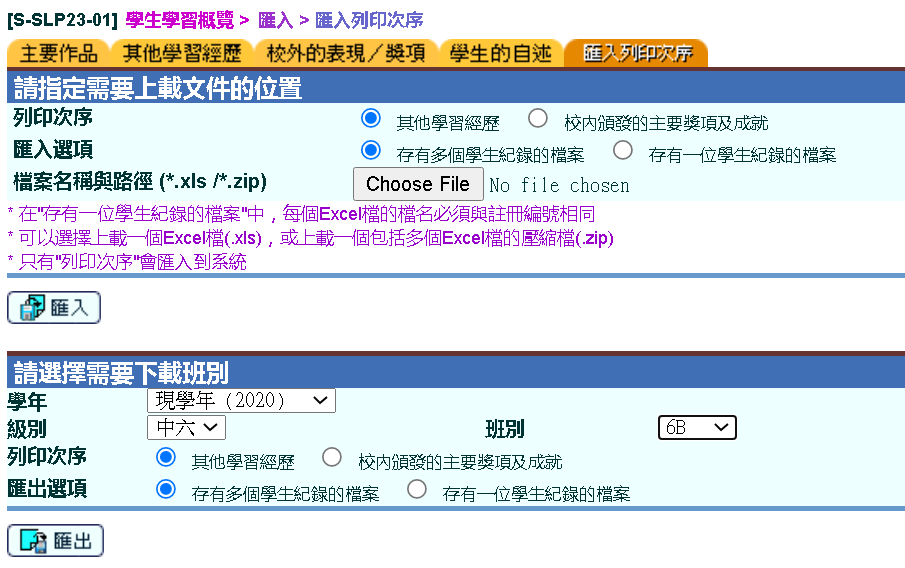 [S-SLP23-01] 學生學習概覽 > 匯入 > 匯入列印次序
主要作品 其他學習經歷 校外的表現／獎項 學生的自述 匯入列印次序
請指定需要上載文件的位置
列印次序 其他學習經歷 校內頒發的主要獎項及成就
匯入選項 存有多個學生紀錄的檔案 存有一位學生紀錄的檔案
檔案名稱與路徑 (*.xls /*.zip) Choose File No file chosen
* 在"存有一位學生紀錄的檔案"中，每個Excel檔的檔名必須與註冊編號相同
* 可以選擇上載一個Excel檔(.xls)，或上載一個包括多個Excel檔的壓縮檔(.zip)
* 只有"列印次序"會匯入到系統
匯入
請選擇需要下載班別
學年 現學年（2020）
級別 中六 班別 6B
列印次序 其他學習經歷 校內頒發的主要獎項及成就
匯出選項 存有多個學生紀錄的檔案 存有一位學生紀錄的檔案
匯出